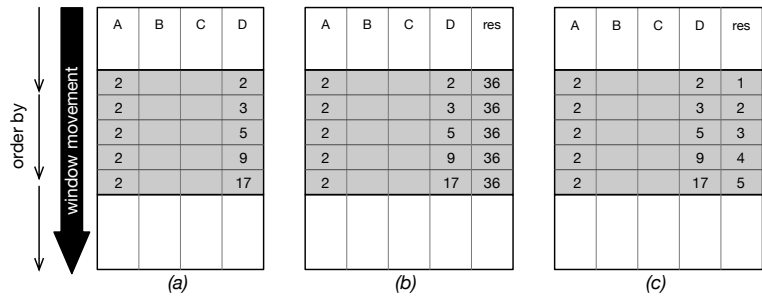 order by
window movement
A B C D
2 2
2 3
2 5
2 9
2 17
(a)
A B C D res
2 2 36
2 3 36
2 5 36
2 9 36
2 17 36
(b)
A B C D res
2 2 1
2 3 2
2 5 3
2 9 4
2 17 5
(c)